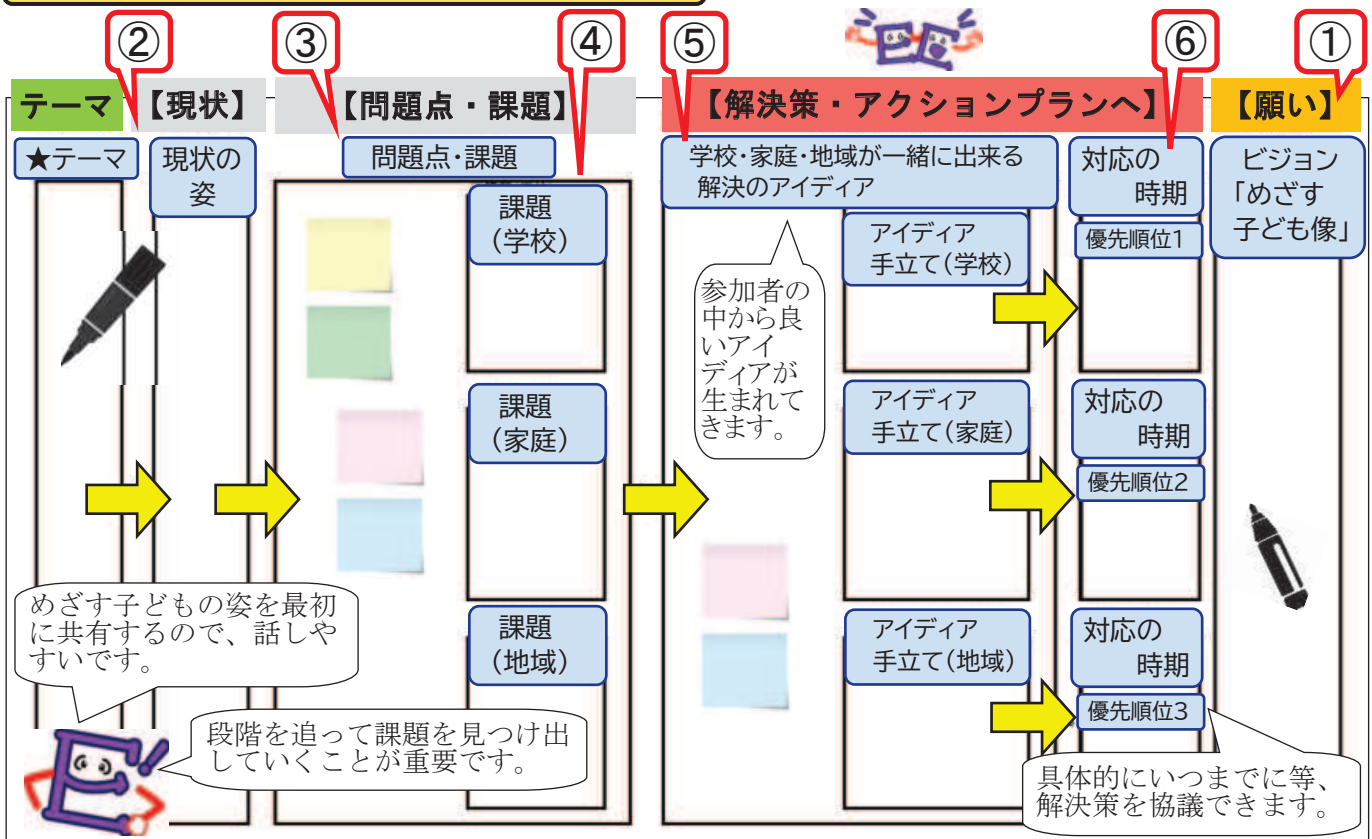 ②
③
④
⑤
⑥
①
テーマ
【現状】
【問題点・課題】
【解決策・アクションプランへ】
【願い】
★テーマ
現状の
姿
問題点・課題
学校・家庭・地域が一緒に出来る
解決のアイディア
対応の
時期
優先順位1
ビジョン
「めざす
子ども像」
課題
(学校)
アイディア
手立て(学校)
参加者の
中から良
いアイ
ディアが
生まれて
きます。
課題
(家庭)
アイディア
手立て(家庭)
対応の
時期
優先順位2
めざす子どもの姿を最初
に共有するので、話しや
すいです。
課題
(地域)
アイディア
手立て(地域)
対応の
時期
優先順位3
段階を追って課題を見つけ出
していくことが重要です。
具体的にいつまでに等、
解決策を協議できます。